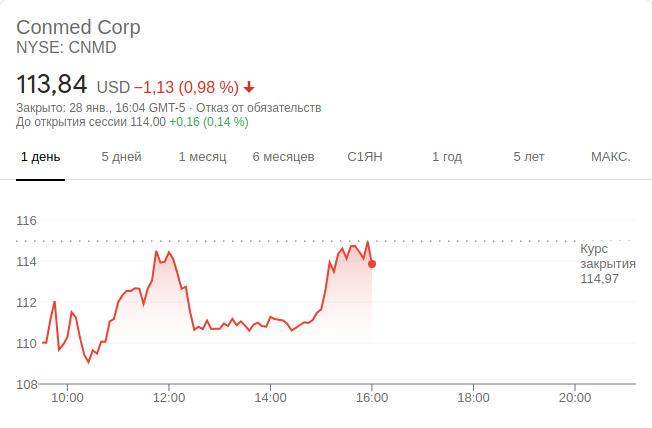 Conmed Corp
NYSE: CNMD
113,84 USD −1,13 (0,98 %)
Закрыто: 28 янв., 16:04 GMT-5 · Отказ от обязательств
До открытия сессии 114,00 +0,16 (0,14 %)
1 день 5 дней 1 месяц 6 месяцев С1ЯН 1 год 5 лет МАКС.
116
114
112
110
108
Курс
закрытия
114,97
10:00 12:00 14:00 16:00 18:00 20:00